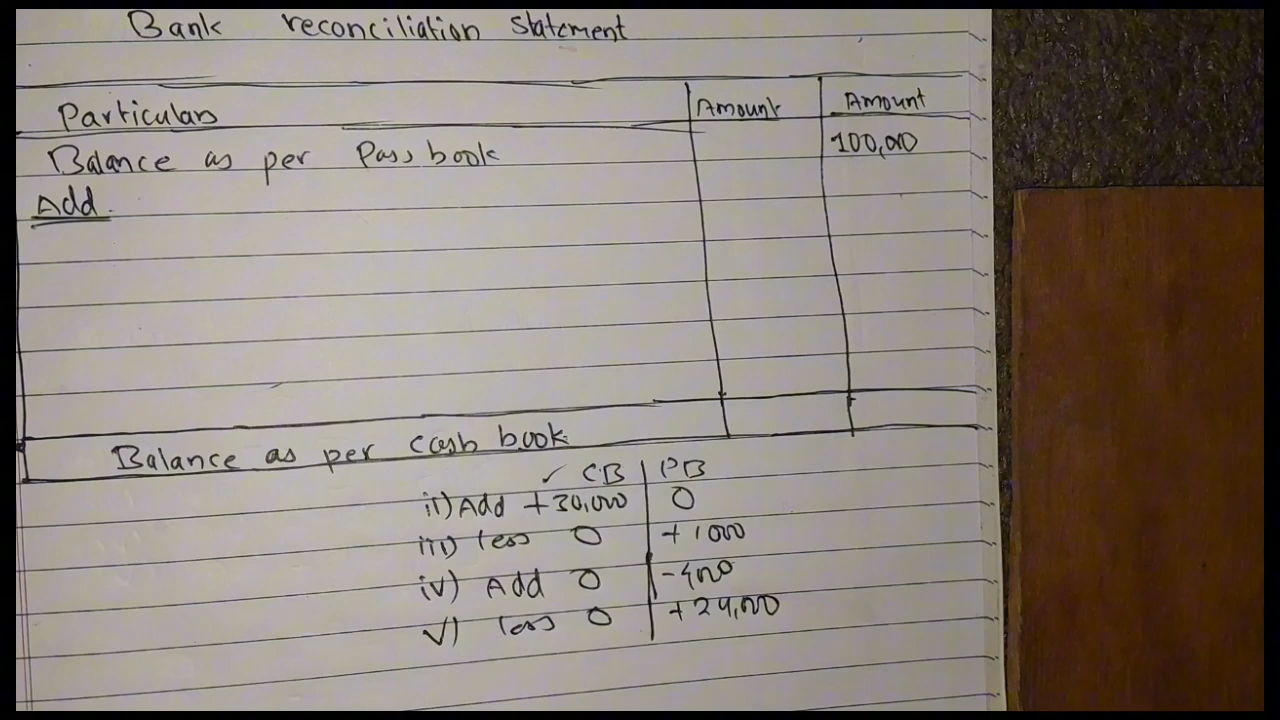 Bank reconciliation statement
Particulars Amount Amount
Balance as per Pass book 100,000
Add.
Balance as per cash book
✓ CB PB
ii) Add +30,000 0
iii) less 0 +1000
iv) Add 0 -400
v) less 0 +24,000